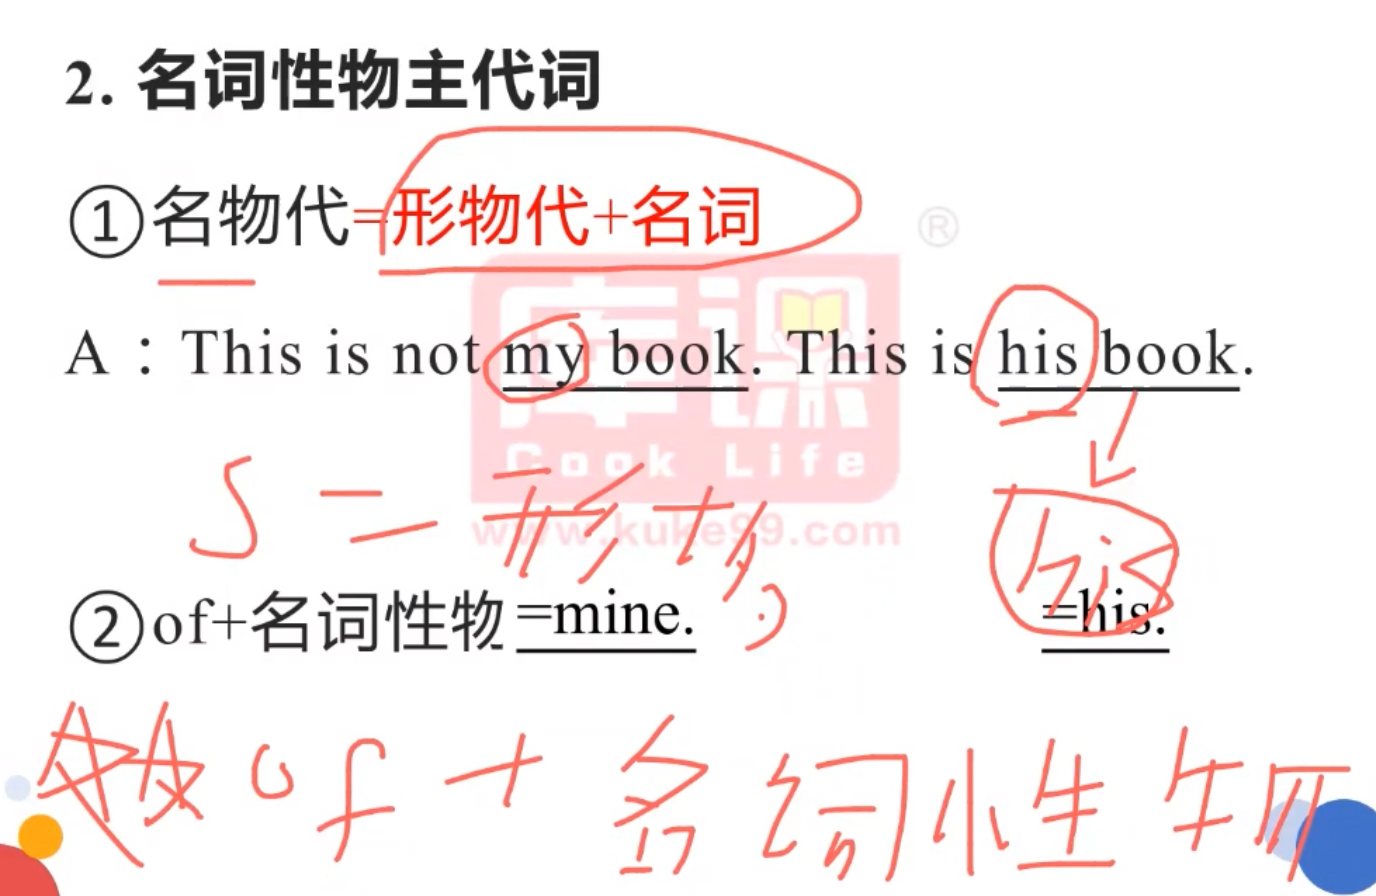 2. 名词性物主代词
①名物代=形物代+名词
®
A：This is not my book. This is his book.
库课
Cook Life
www.kuke99.com
S = 形+名
his
②of+名词性物 =mine. =his.
of + 名词性物